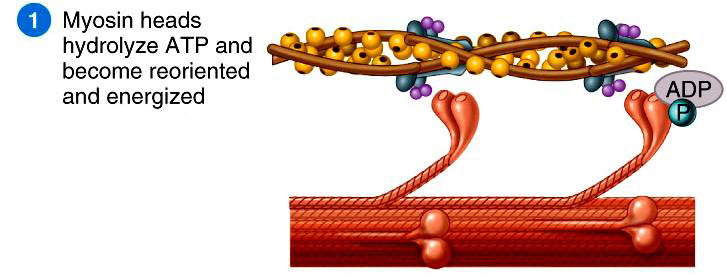 1 Myosin heads
hydrolyze ATP and
become reoriented
and energized
ADP
P